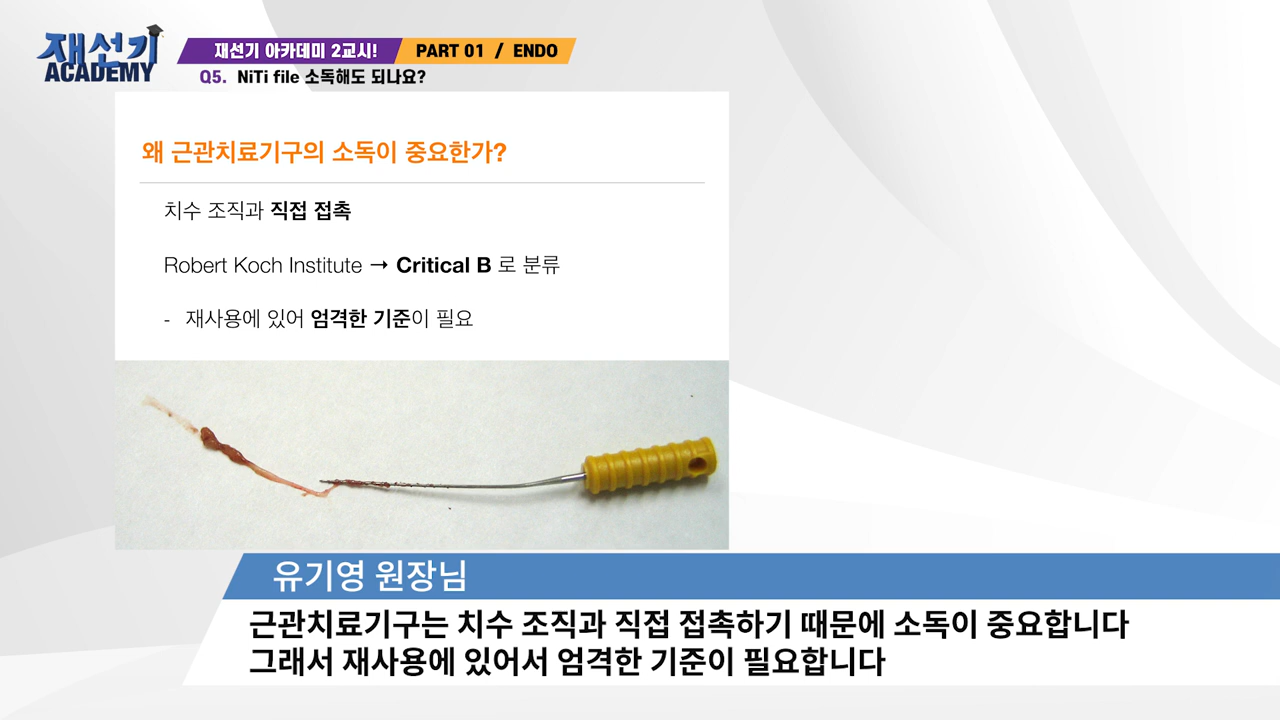 재선기
ACADEMY
재선기 아카데미 2교시!
PART 01 / ENDO
Q5. NiTi file 소독해도 되나요?
왜 근관치료기구의 소독이 중요한가?
치수 조직과 직접 접촉
Robert Koch Institute → Critical B 로 분류
- 재사용에 있어 엄격한 기준이 필요
유기영 원장님
근관치료기구는 치수 조직과 직접 접촉하기 때문에 소독이 중요합니다
그래서 재사용에 있어서 엄격한 기준이 필요합니다